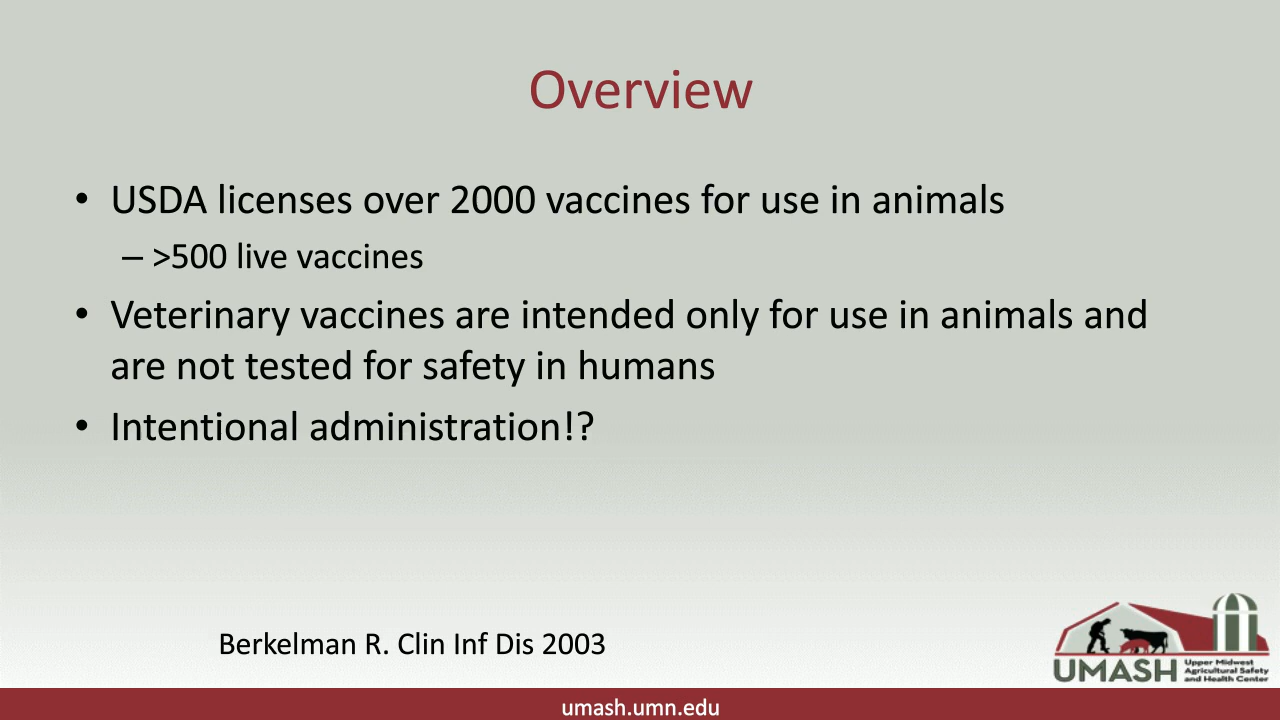 Overview
• USDA licenses over 2000 vaccines for use in animals
– >500 live vaccines
• Veterinary vaccines are intended only for use in animals and
are not tested for safety in humans
• Intentional administration!?
Berkelman R. Clin Inf Dis 2003
UMASH
Upper Midwest
Agricultural Safety
and Health Center
umash.umn.edu